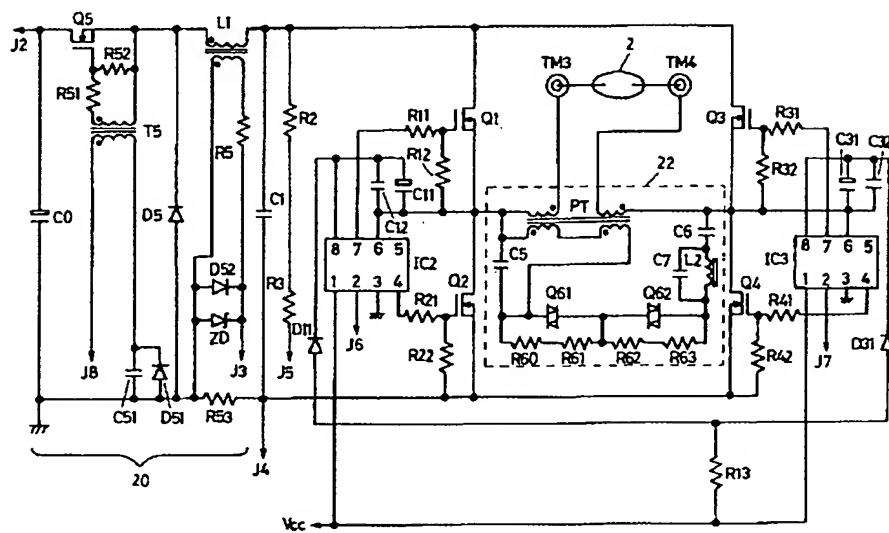 Q5
L1
2
J2
R52
TM3
TM4
R51
T5
R2
R11
Q1
Q3
R31
C31
C32
R5
R12
R32
22
C0
D5
C1
C11
C12
PT
C6
8 7 6 5
IC2
1 2 3 4
C5
C7
L2
8 7 6 5
IC3
1 2 3 4
D52
R3
Q2
Q61
Q62
Q4
R41
ZD
D11
R21
J6
R22
R60
R61
R62
R63
R42
J7
D31
J8
J3
J5
C51
D51
R53
J4
20
R13
Vcc